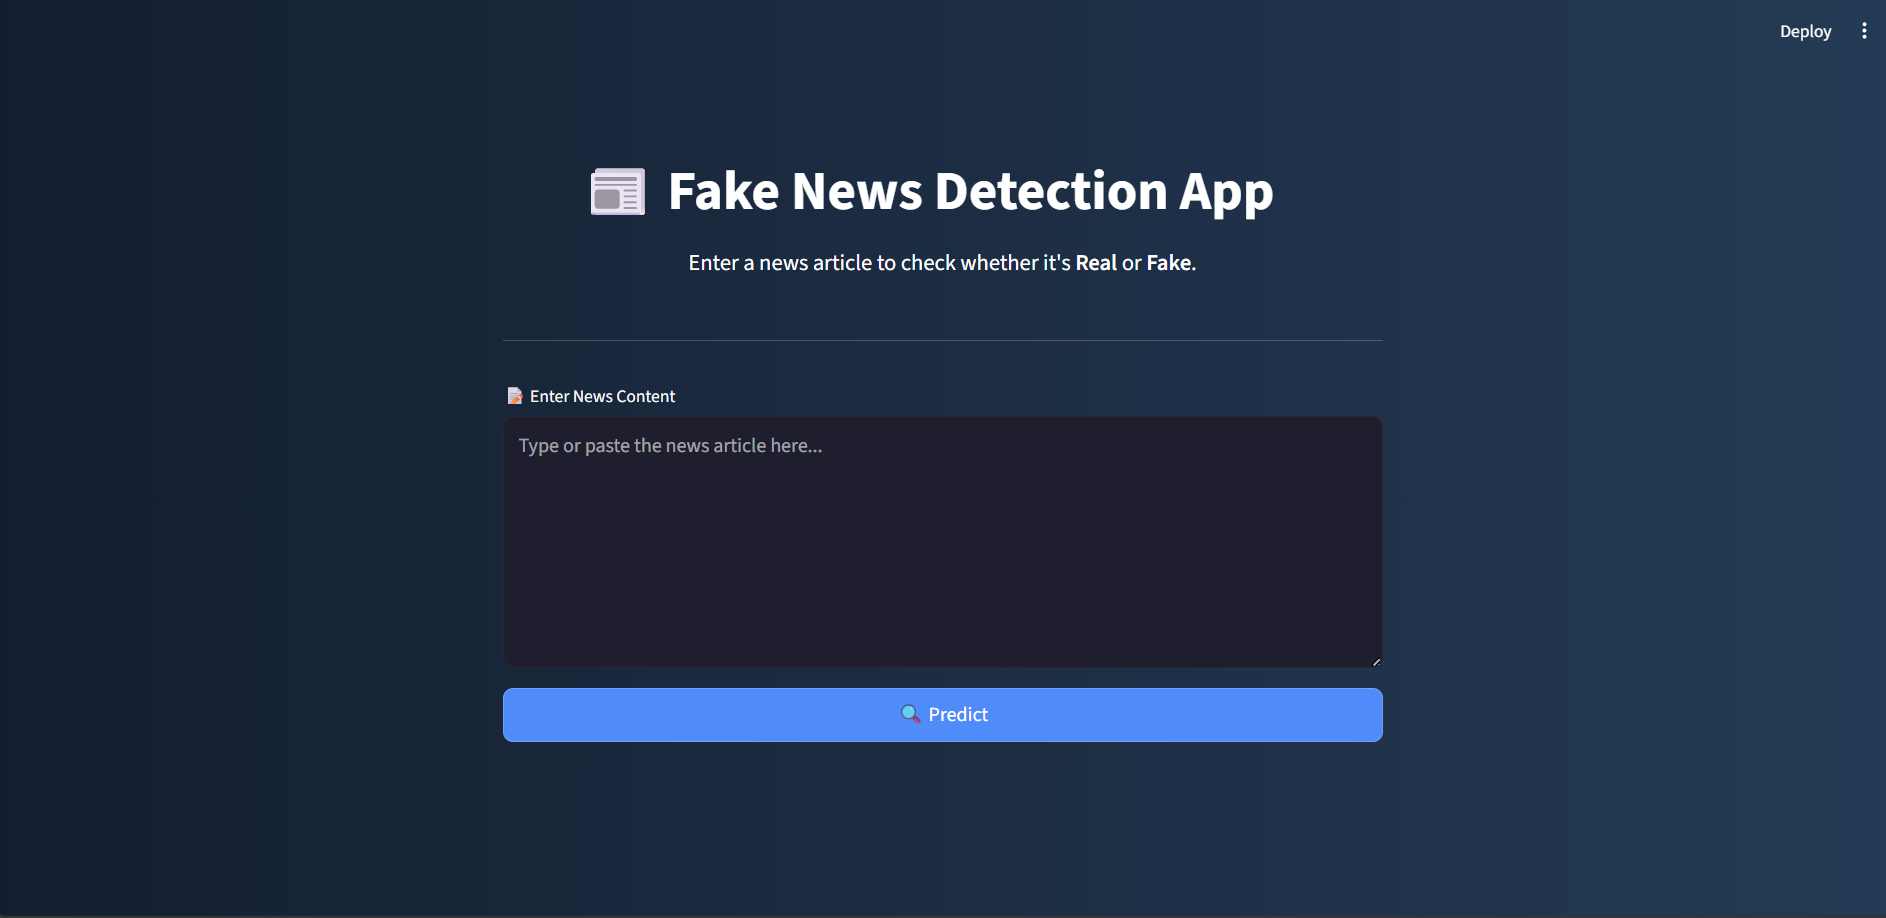 Deploy
Fake News Detection App
Enter a news article to check whether it's Real or Fake.
Enter News Content
Type or paste the news article here...
Predict